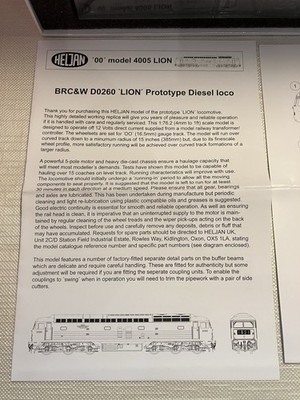 HELJAN
`00` model 4005 LION
BRC&W D0260 `LION` Prototype Diesel loco
Thank you for purchasing this HELJAN model of the prototype `LION` locomotive.
This highly detailed working replica will give you years of pleasure and reliable operation
if it is handled with care and regularly serviced. This 1:76.2 (4mm to 1ft) scale model is
designed to operate off 12 Volts direct current supplied from a model railway transformer/
controller. The wheelsets are set for `OO` (16.5mm) gauge track. The model will run over
curved track down to a minimum radius of 15 inches (385mm) but, due to its finescale
wheel profile, more satisfactory running will be achieved over curved track formations of a
larger radius.
A powerful 5-pole motor and heavy die-cast chassis ensure a haulage capacity that
will meet most modeller's demands. Tests have shown this model to be capable of
hauling over 15 coaches on level track. Running characteristics will improve with use.
The locomotive should initially undergo a `running-in` period to allow all the moving
components to seat properly. It is suggested that the model is left to run for at least
30 minutes in each direction at a medium speed. Please ensure that all gear, bearings
and axles are lubricated. This has been undertaken during manufacture but periodic
cleaning and light re-lubrication using plastic compatible oils and greases is suggested.
Good electric continuity is essential for smooth and reliable operation. As well as ensuring
the rail head is clean, it is imperative that an uninterrupted supply to the motor is main-
tained by regular cleaning of the wheel treads and the wiper pick-ups acting on the back
of the wheels. Inspect before use and carefully remove any deposits, debris or fluff that
may have accumulated. Requests for spare parts should be directed to HELJAN UK,
Unit 2C/D Station Field Industrial Estate, Rowles Way, Kidlington, Oxon, OX5 1LA, stating
the model catalogue reference number and specific part numbers (see diagram enclosed).
This model features a number of factory-fitted separate detail parts on the buffer beams
which are delicate and require careful handling. These are fitted for authenticity but some
adjustment will be required if you are fitting the seperate coupling units. To enable the
couplings to `swing` when in operation you will need to trim the pipework with a pair of side
cutters.